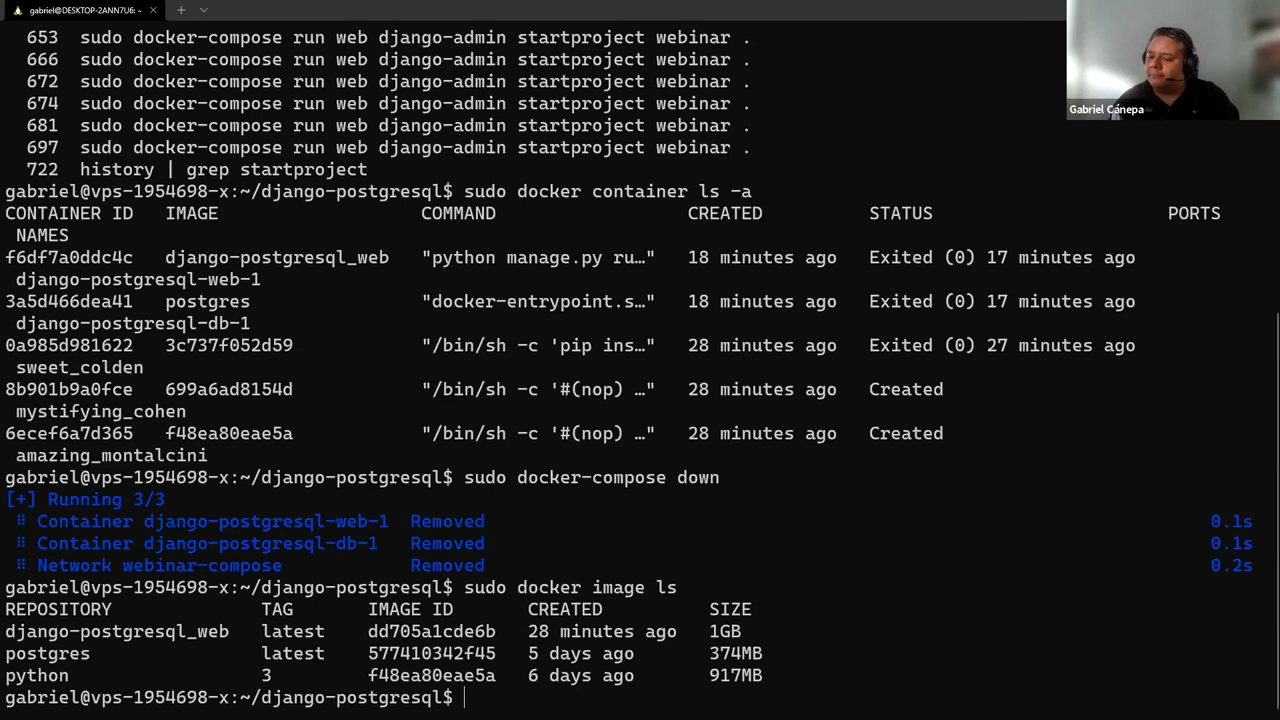 gabriel@DESKTOP-2ANN7U6: ~
653  sudo docker-compose run web django-admin startproject webinar .
666  sudo docker-compose run web django-admin startproject webinar .
672  sudo docker-compose run web django-admin startproject webinar .
674  sudo docker-compose run web django-admin startproject webinar .
681  sudo docker-compose run web django-admin startproject webinar .
697  sudo docker-compose run web django-admin startproject webinar .
722  history | grep startproject
Gabriel Cánepa
gabriel@vps-1954698-x:~/django-postgresql$ sudo docker container ls -a
CONTAINER ID   IMAGE   COMMAND   CREATED   STATUS   PORTS
NAMES
f6df7a0ddc4c   django-postgresql_web   "python manage.py ru…"   18 minutes ago   Exited (0) 17 minutes ago
django-postgresql-web-1
3a5d466dea41   postgres   "docker-entrypoint.s…"   18 minutes ago   Exited (0) 17 minutes ago
django-postgresql-db-1
0a985d981622   3c737f052d59   "/bin/sh -c 'pip ins…"   28 minutes ago   Exited (0) 27 minutes ago
sweet_colden
8b901b9a0fce   699a6ad8154d   "/bin/sh -c '#(nop) …"   28 minutes ago   Created
mystifying_cohen
6ecef6a7d365   f48ea80eae5a   "/bin/sh -c '#(nop) …"   28 minutes ago   Created
amazing_montalcini
gabriel@vps-1954698-x:~/django-postgresql$ sudo docker-compose down
[+] Running 3/3
⠿ Container django-postgresql-web-1  Removed   0.1s
⠿ Container django-postgresql-db-1   Removed   0.1s
⠿ Network webinar-compose            Removed   0.2s
gabriel@vps-1954698-x:~/django-postgresql$ sudo docker image ls
REPOSITORY   TAG   IMAGE ID   CREATED   SIZE
django-postgresql_web   latest   dd705a1cde6b   28 minutes ago   1GB
postgres   latest   577410342f45   5 days ago   374MB
python   3   f48ea80eae5a   6 days ago   917MB
gabriel@vps-1954698-x:~/django-postgresql$